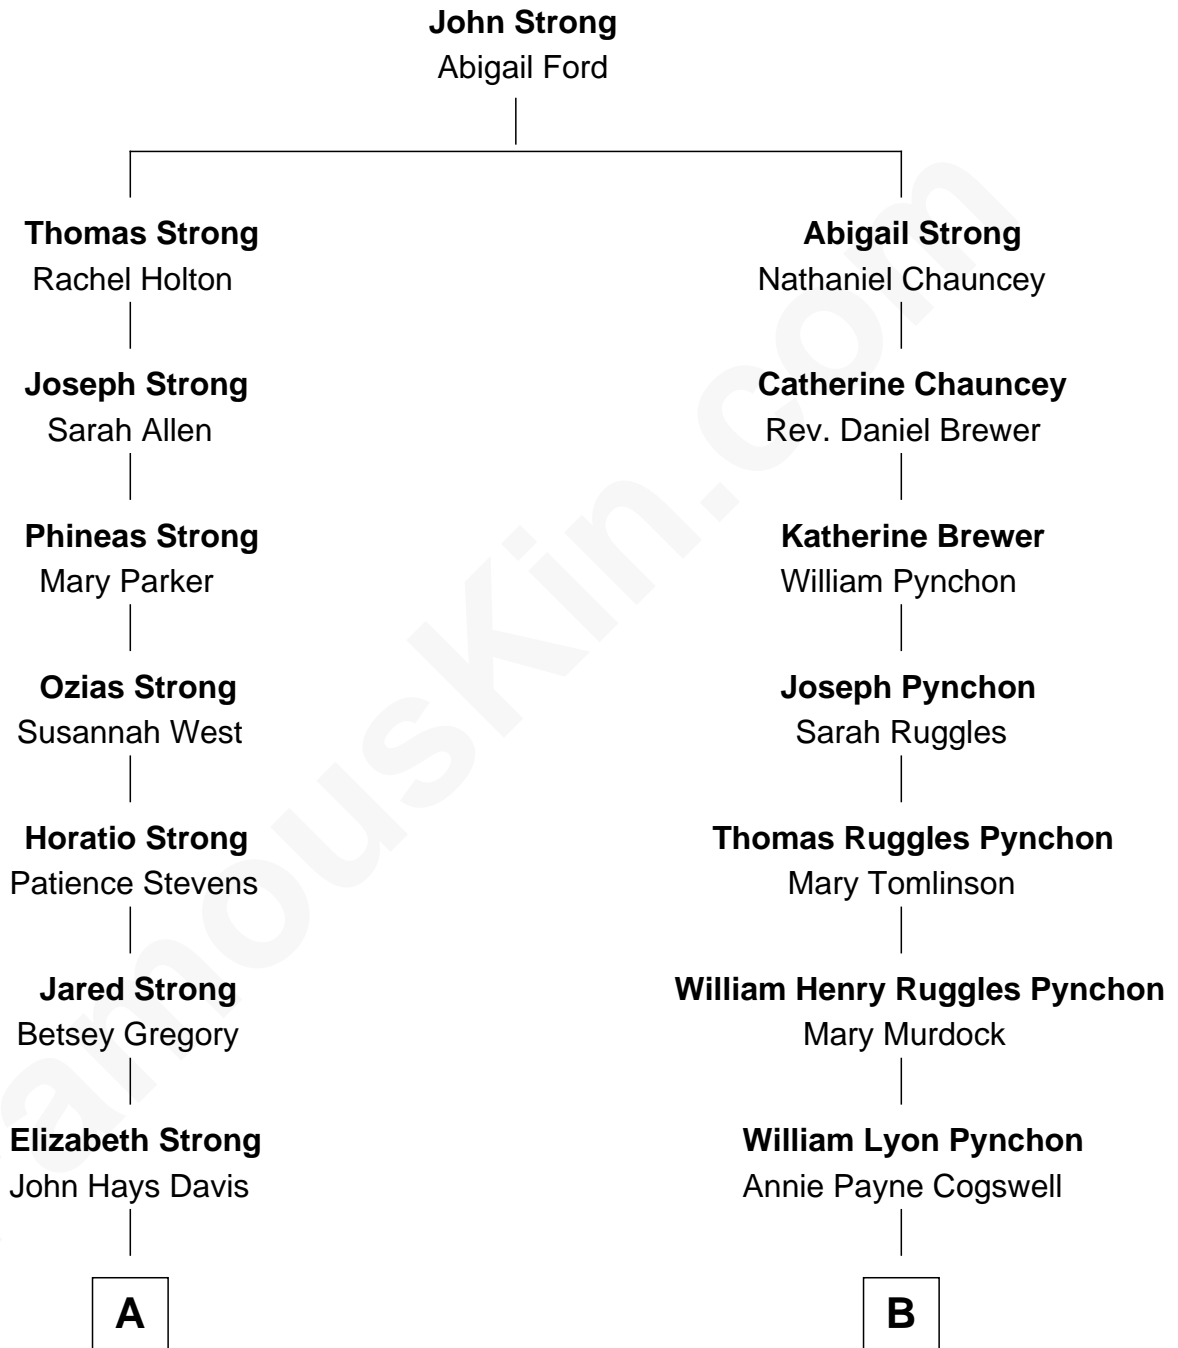 John Strong
Abigail Ford
Thomas Strong
Rachel Holton
Abigail Strong
Nathaniel Chauncey
Joseph Strong
Sarah Allen
Catherine Chauncey
Rev. Daniel Brewer
Phineas Strong
Mary Parker
Katherine Brewer
William Pynchon
Ozias Strong
Susannah West
Joseph Pynchon
Sarah Ruggles
Horatio Strong
Patience Stevens
Thomas Ruggles Pynchon
Mary Tomlinson
Jared Strong
Betsey Gregory
William Henry Ruggles Pynchon
Mary Murdock
Elizabeth Strong
John Hays Davis
William Lyon Pynchon
Annie Payne Cogswell
A
B
amouskin.com